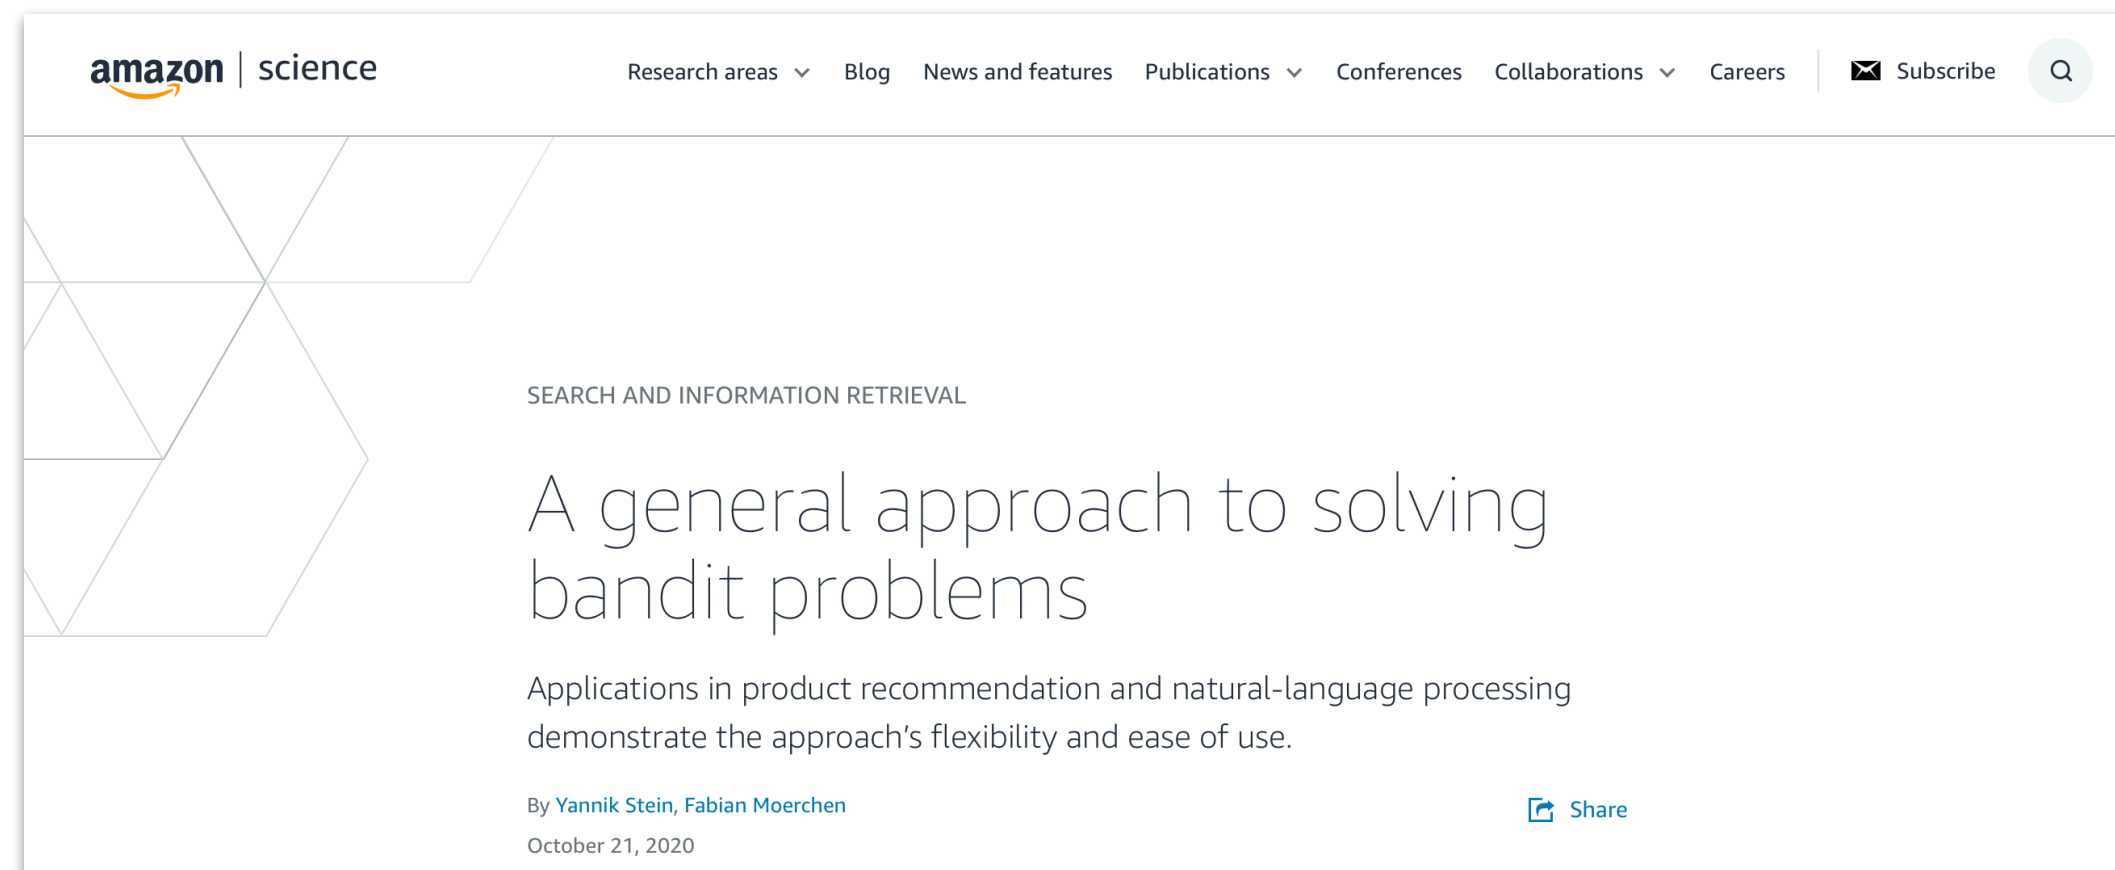 amazon | science
Research areas Blog News and features Publications Conferences Collaborations Careers Subscribe
SEARCH AND INFORMATION RETRIEVAL
A general approach to solving
bandit problems
Applications in product recommendation and natural-language processing
demonstrate the approach’s flexibility and ease of use.
By Yannik Stein, Fabian Moerchen
Share
October 21, 2020